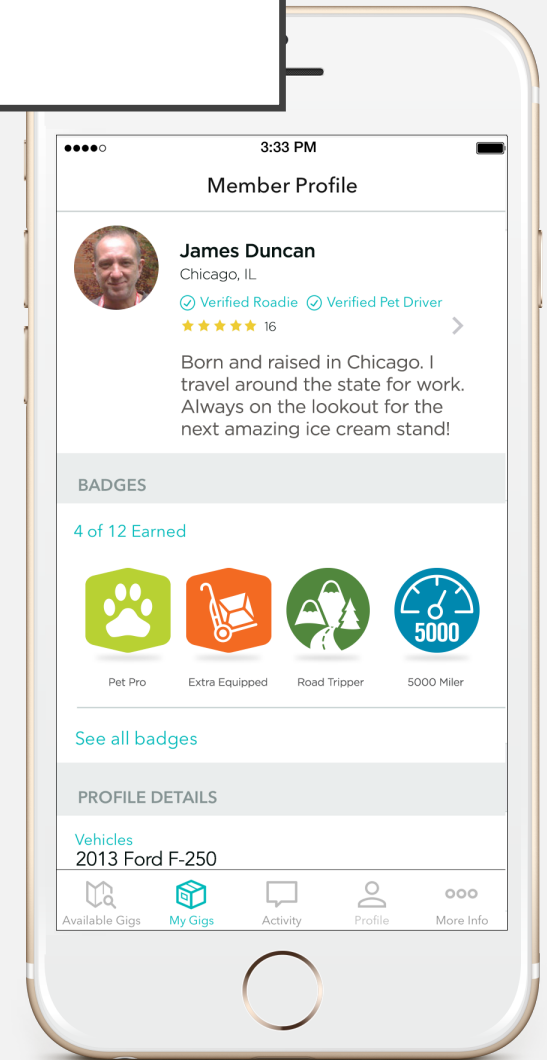 3:33 PM
Member Profile
James Duncan
Chicago, IL
Verified Roadie Verified Pet Driver
16
Born and raised in Chicago. I
travel around the state for work.
Always on the lookout for the
next amazing ice cream stand!
BADGES
4 of 12 Earned
5000
Pet Pro Extra Equipped Road Tripper 5000 Miler
See all badges
PROFILE DETAILS
Vehicles
2013 Ford F-250
Available Gigs My Gigs Activity Profile More Info